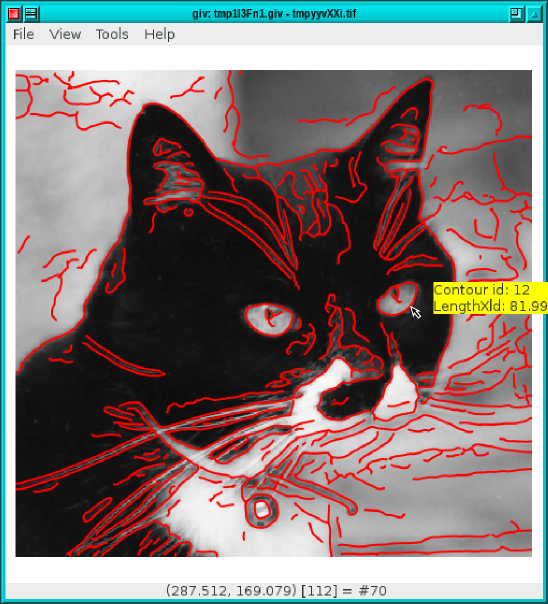 giv: tmp1I3Fn1.giv - tmpyyvXXi.tif
File View Tools Help
Contour id: 12
LengthXld: 81.99
(287.512, 169.079) [112] = #70